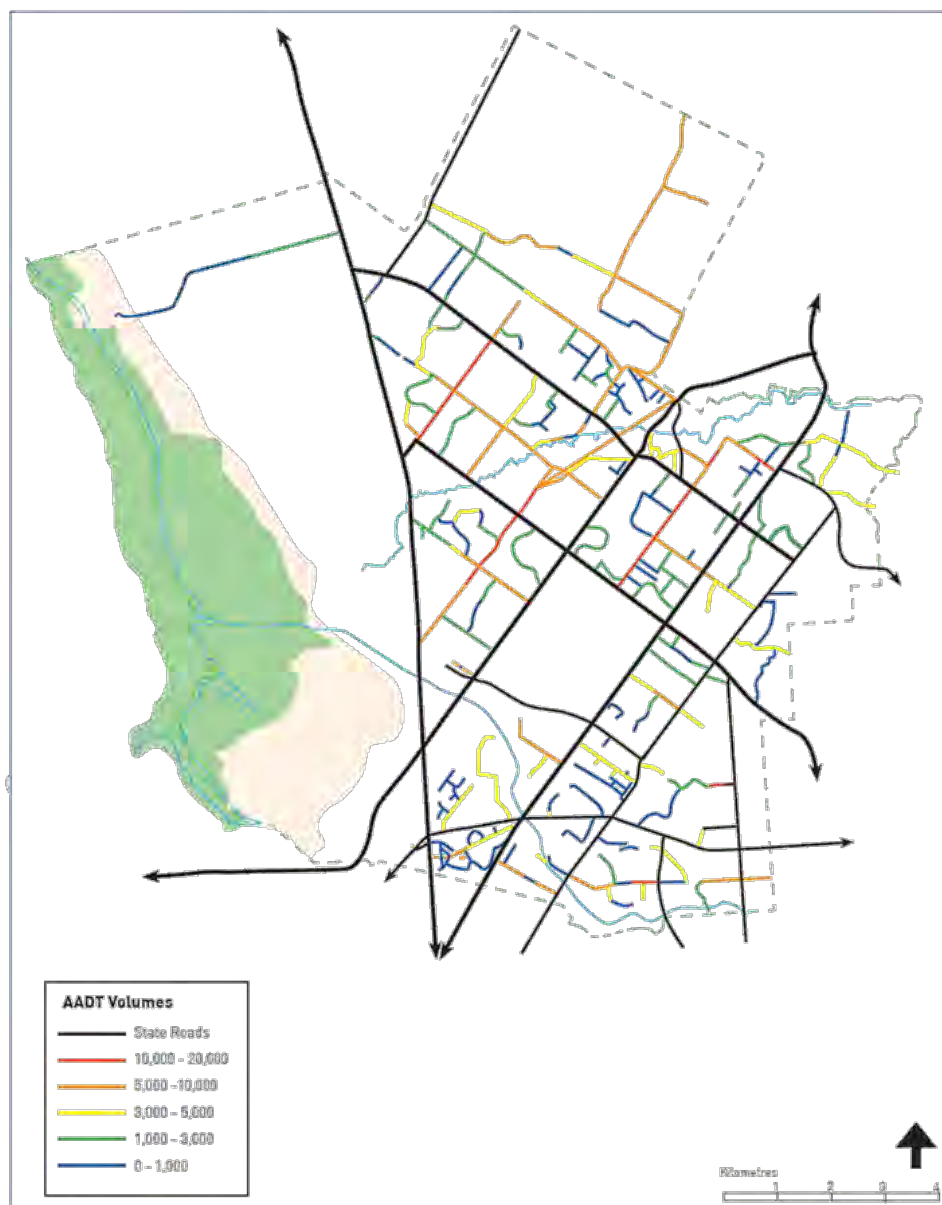 AADT Volumes
State Roads
10,000 - 20,000
5,000 -10,000
3,000 - 5,000
1,000 - 3,000
0 - 1,000
Kilometres
1 2 3 4